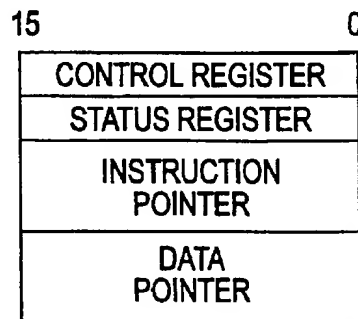 15 0
CONTROL REGISTER
STATUS REGISTER
INSTRUCTION
POINTER
DATA
POINTER